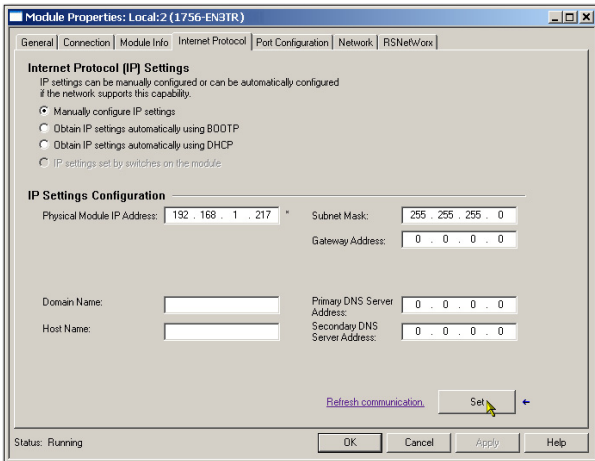 Module Properties: Local:2 (1756-EN3TR)
General Connection Module Info Internet Protocol Port Configuration Network RSNetWorx
Internet Protocol (IP) Settings
IP settings can be manually configured or can be automatically configured
if the network supports this capability.
Manually configure IP settings
Obtain IP settings automatically using BOOTP
Obtain IP settings automatically using DHCP
IP settings set by switches on the module
IP Settings Configuration
Physical Module IP Address: 192 . 168 . 1 . 217 * Subnet Mask: 255 . 255 . 255 . 0
Gateway Address: 0 . 0 . 0 . 0
Domain Name: Primary DNS Server Address: 0 . 0 . 0 . 0
Host Name: Secondary DNS Server Address: 0 . 0 . 0 . 0
Refresh communication. Set
Status: Running OK Cancel Apply Help